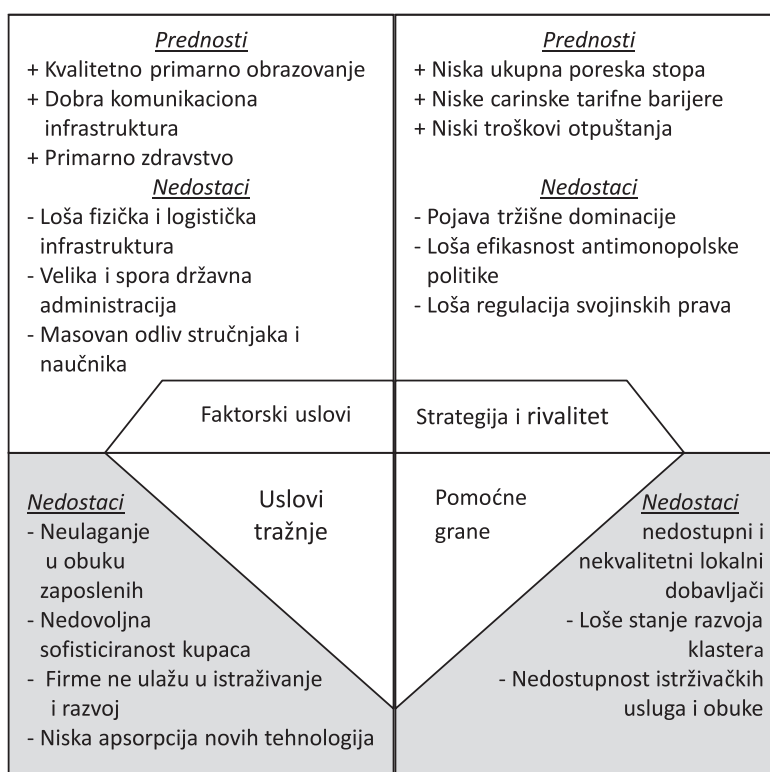 Prednosti
+ Kvalitetno primarno obrazovanje
+ Dobra komunikaciona
infrastruktura
+ Primarno zdravstvo
Nedostaci
- Loša fizička i logistička
infrastruktura
- Velika i spora državna
administracija
- Masovan odliv stručnjaka i
naučnika
Prednosti
+ Niska ukupna poreska stopa
+ Niske carinske tarifne barijere
+ Niski troškovi otpuštanja
Nedostaci
- Pojava tržišne dominacije
- Loša efikasnost antimonopolske
politike
- Loša regulacija svojinskih prava
Faktorski uslovi
Strategija i rivalitet
Uslovi
tražnje
Pomoćne
grane
Nedostaci
- Neulaganje
u obuku
zaposlenih
- Nedovoljna
sofisticiranost kupaca
- Firme ne ulažu u istraživanje
i razvoj
- Niska apsorpcija novih tehnologija
Nedostaci
nedostupni i
nekvalitetni lokalni
dobavljači
- Loše stanje razvoja
klastera
- Nedostupnost istrživačkih
usluga i obuke